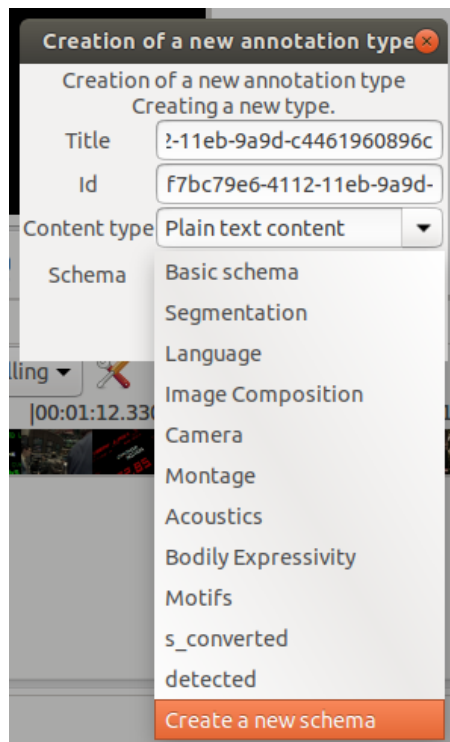 Creation of a new annotation type
Creation of a new annotation type
Creating a new type.
Title
2-11eb-9a9d-c4461960896c
Id
f7bc79e6-4112-11eb-9a9d-
Content type
Plain text content
Schema
Basic schema
Segmentation
Language
Image Composition
lling
Camera
|00:01:12.330
Montage
Acoustics
Bodily Expressivity
Motifs
s_converted
detected
Create a new schema